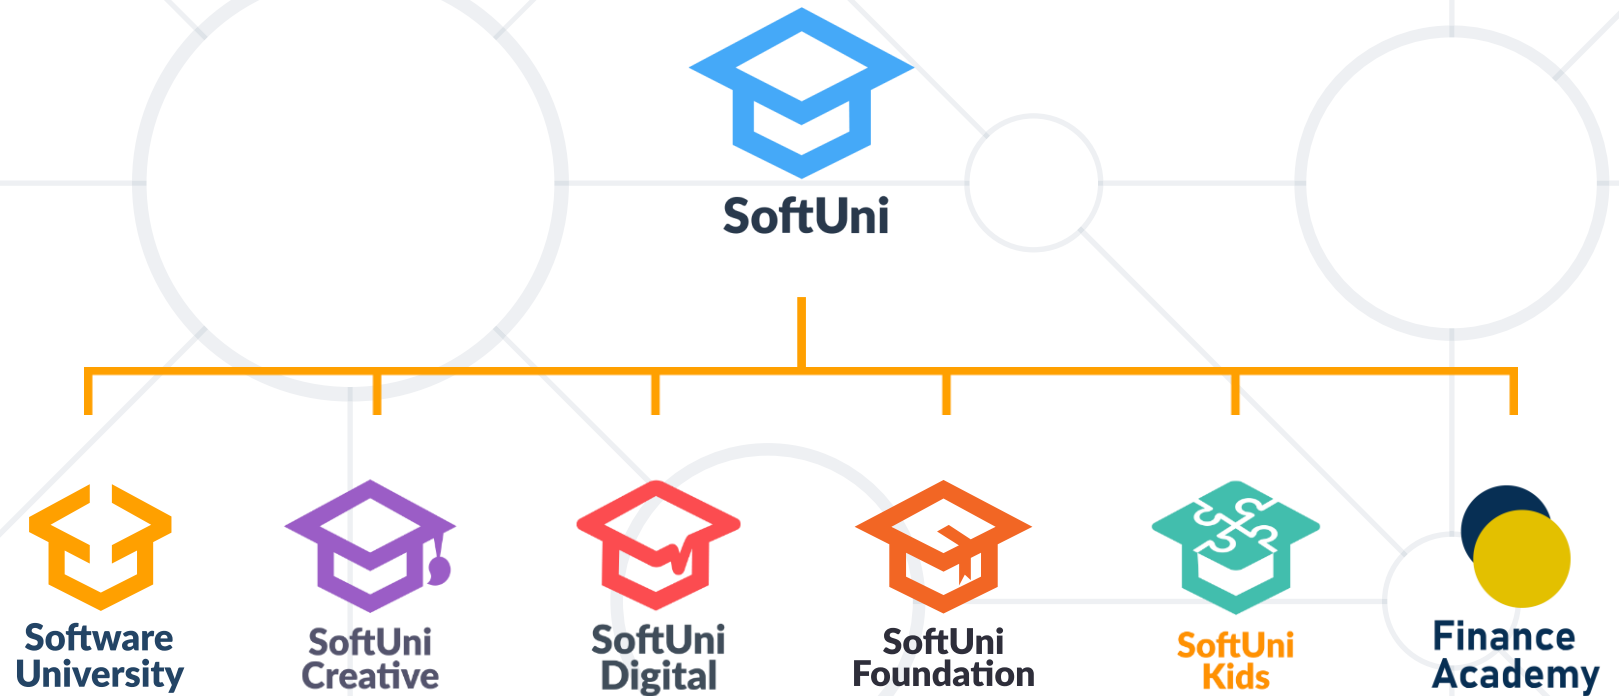 SoftUni
Software
University
SoftUni
Creative
SoftUni
Digital
SoftUni
Foundation
SoftUni
Kids
Finance
Academy